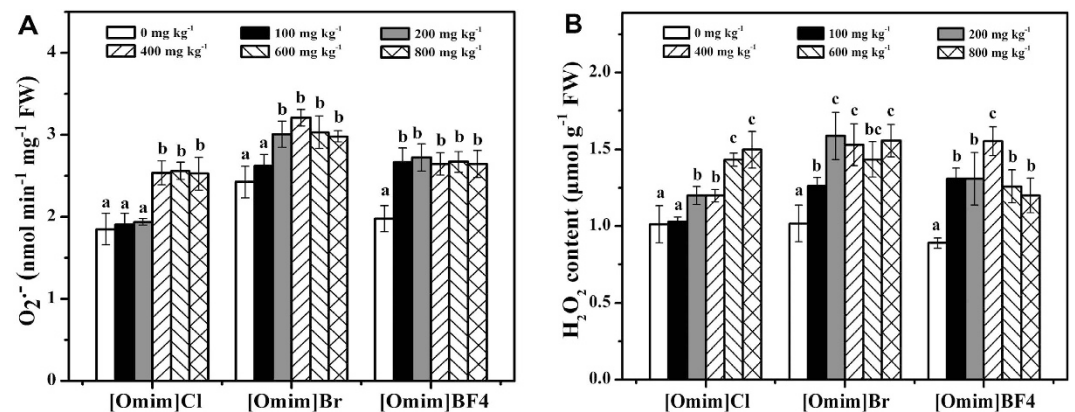 A
0 mg kg⁻¹ 100 mg kg⁻¹ 200 mg kg⁻¹
400 mg kg⁻¹ 600 mg kg⁻¹ 800 mg kg⁻¹
O₂·⁻ (nmol min⁻¹ mg⁻¹ FW)
4
3
2
1
0
a a a b b b
a a b b b b
a b b b b b
[Omim]Cl [Omim]Br [Omim]BF4
B
0 mg kg⁻¹ 100 mg kg⁻¹ 200 mg kg⁻¹
400 mg kg⁻¹ 600 mg kg⁻¹ 800 mg kg⁻¹
H₂O₂ content (μmol g⁻¹ FW)
2.0
1.5
1.0
0.5
0.0
a a b b c c
a b c c bc c
a b b c b b
[Omim]Cl [Omim]Br [Omim]BF4